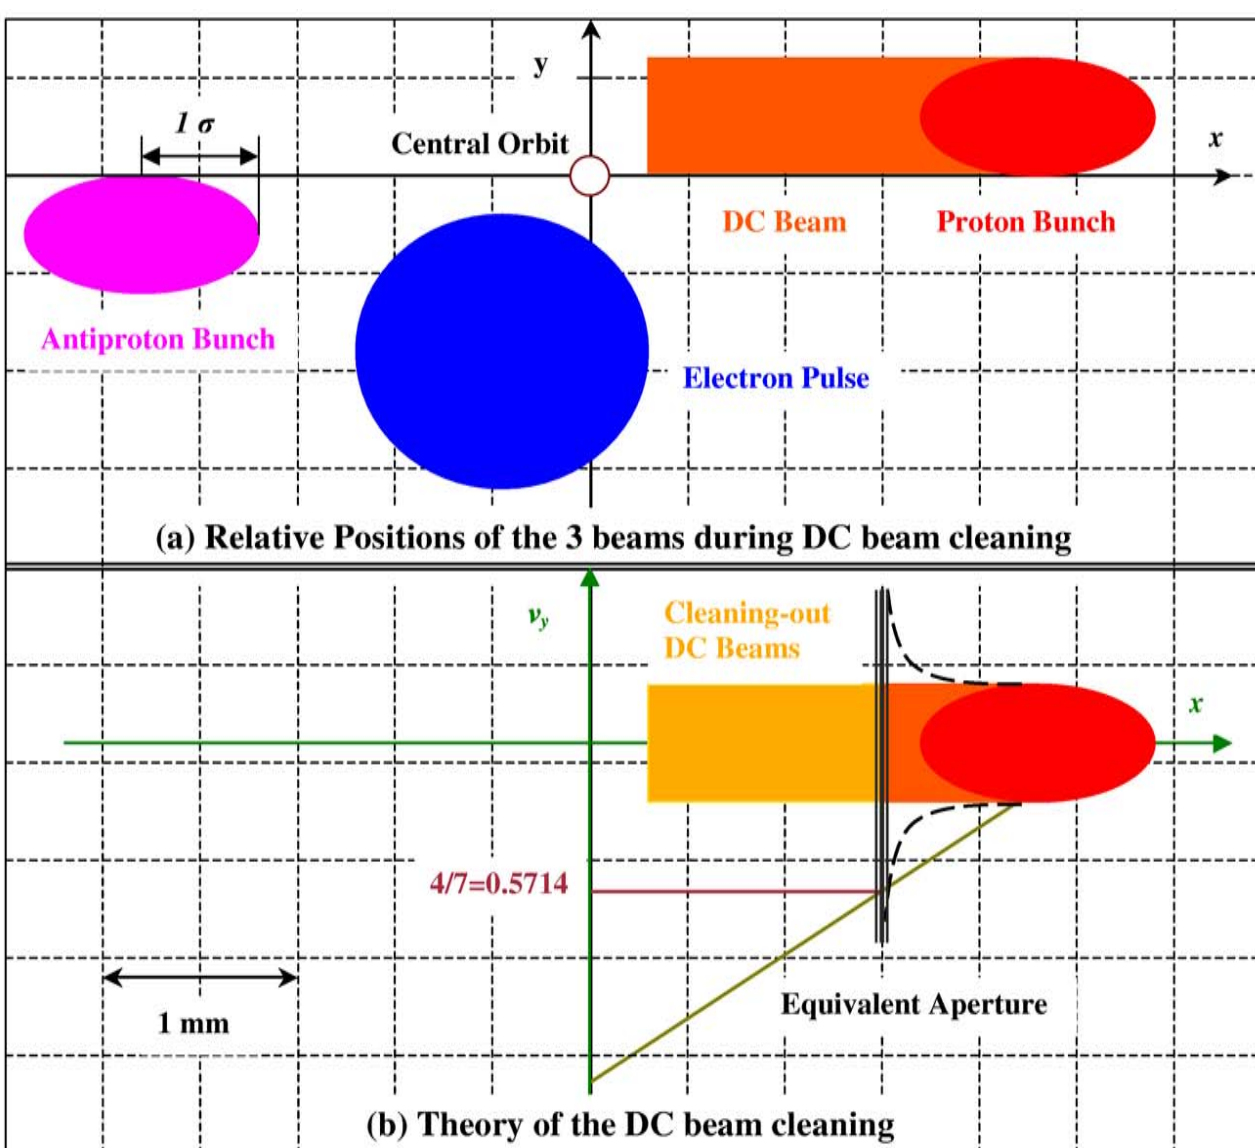 y
1 σ
Central Orbit
x
DC Beam
Proton Bunch
Antiproton Bunch
Electron Pulse
(a) Relative Positions of the 3 beams during DC beam cleaning
vy
Cleaning-out
DC Beams
x
4/7=0.5714
Equivalent Aperture
1 mm
(b) Theory of the DC beam cleaning